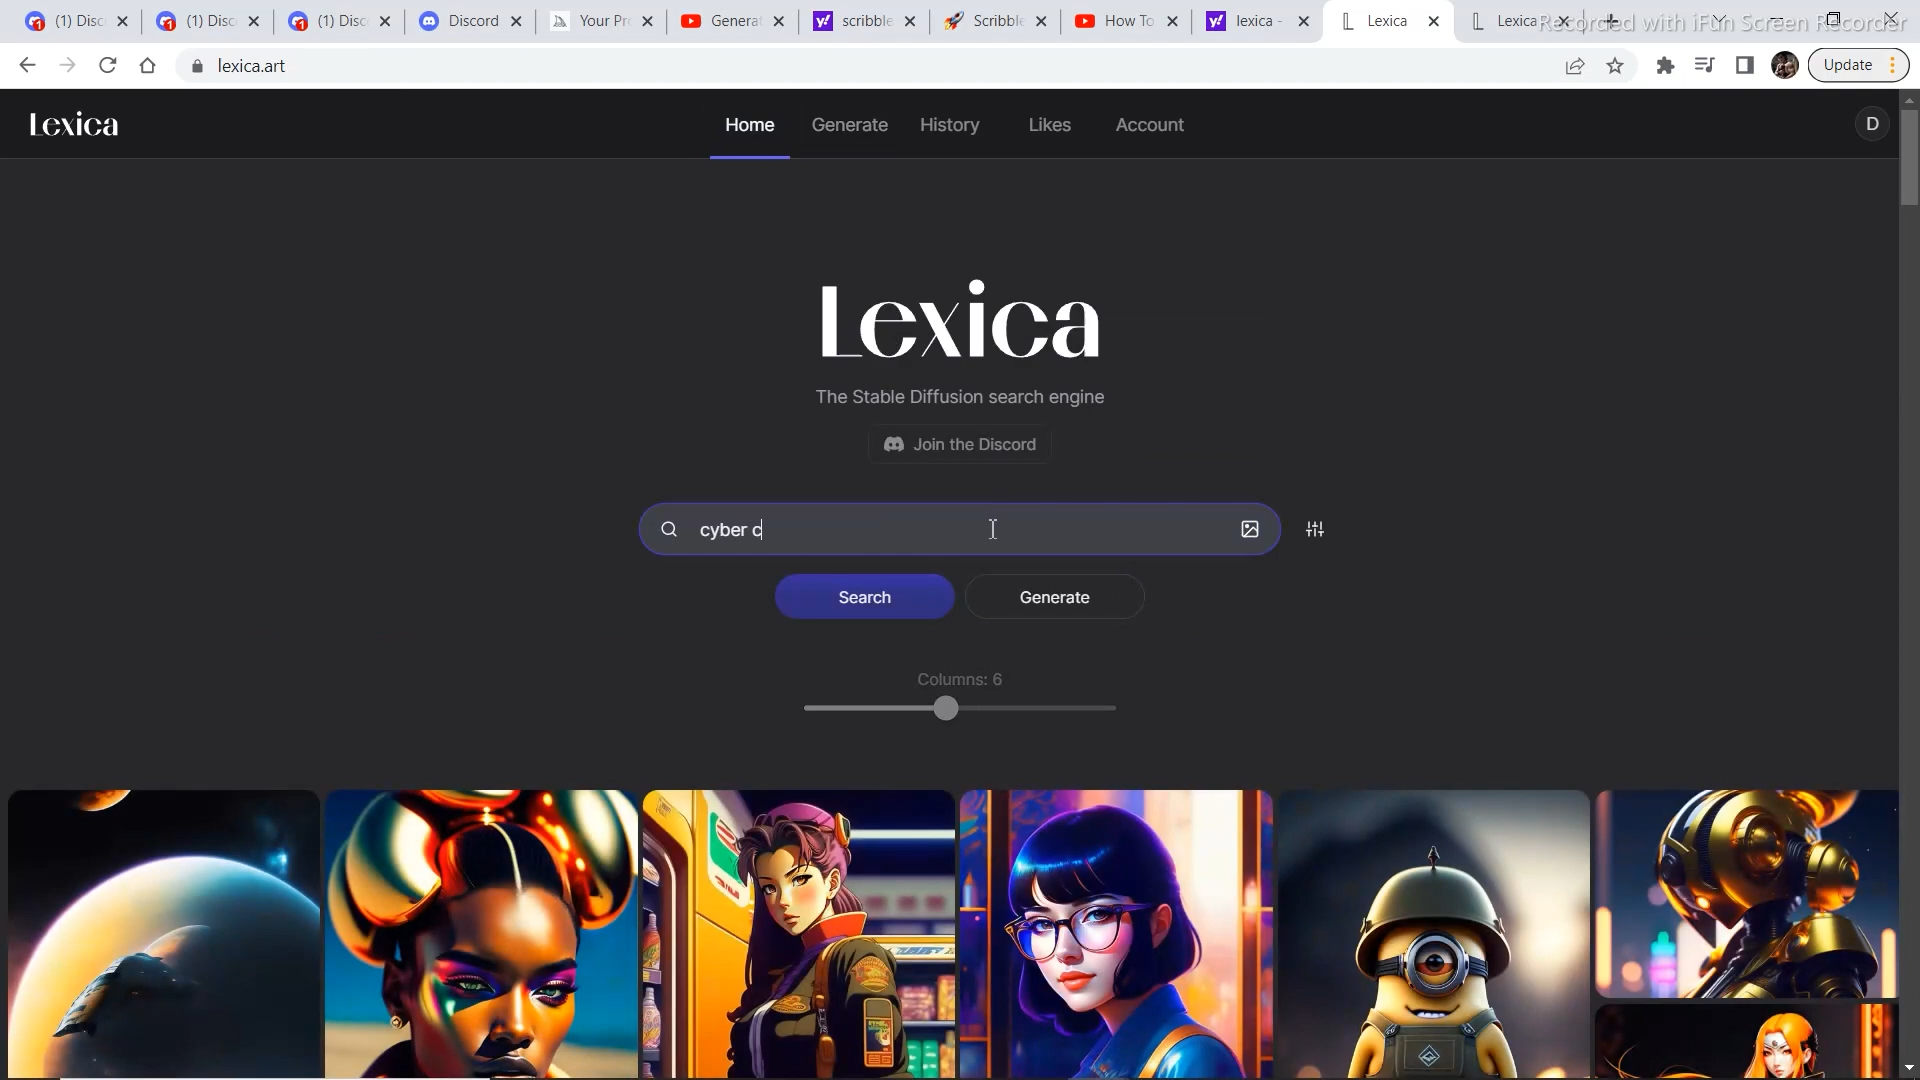 (1) Disc
(1) Disc
(1) Disc
Discord
Your Pr
Generat
scribble
Scribble
How To
lexica -
Lexica
Lexica
Recorded with iFun Screen Recorder
lexica.art
Update
Lexica
Home
Generate
History
Likes
Account
D
Lexica
The Stable Diffusion search engine
Join the Discord
cyber c
Search
Generate
Columns: 6